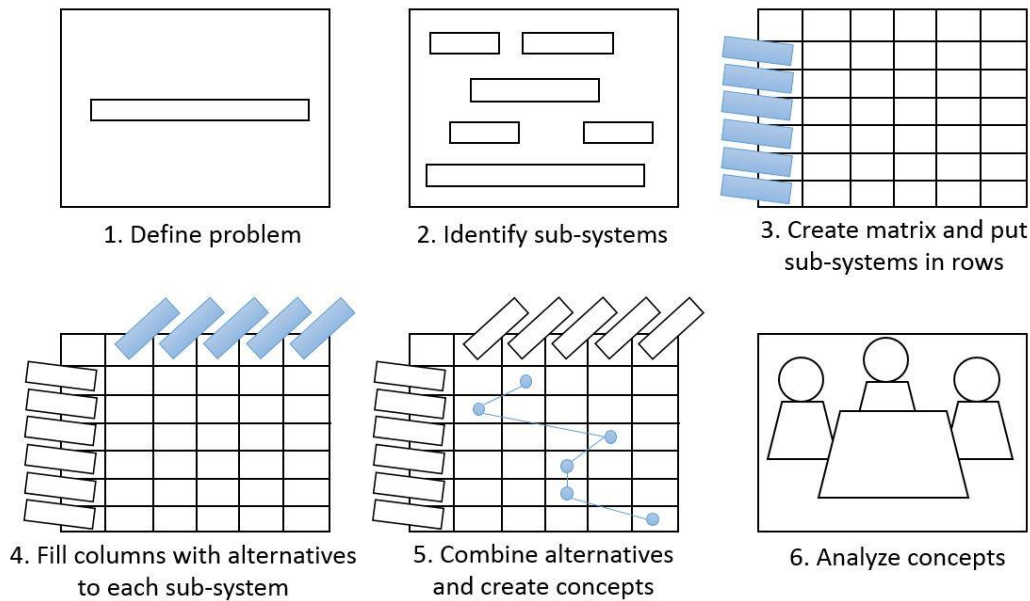 1. Define problem
2. Identify sub-systems
3. Create matrix and put
sub-systems in rows
4. Fill columns with alternatives
to each sub-system
5. Combine alternatives
and create concepts
6. Analyze concepts